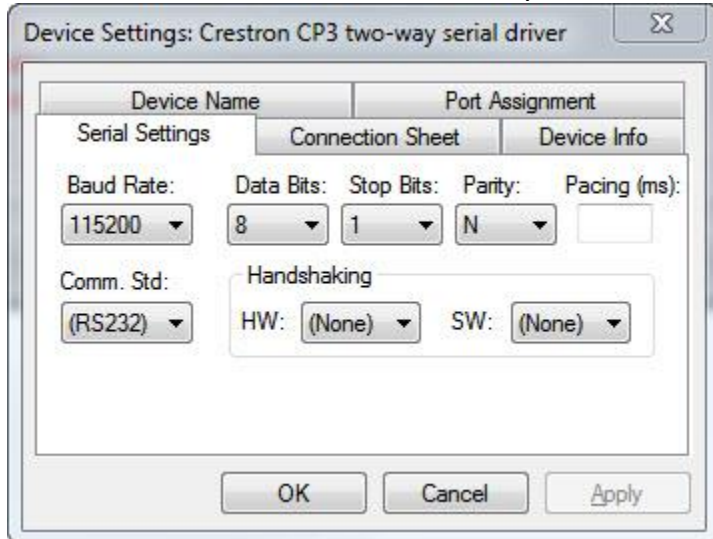 Device Settings: Crestron CP3 two-way serial driver
Device Name Port Assignment
Serial Settings Connection Sheet Device Info
Baud Rate: Data Bits: Stop Bits: Parity: Pacing (ms):
115200 8 1 N
Comm. Std: Handshaking
(RS232) HW: (None) SW: (None)
OK Cancel Apply